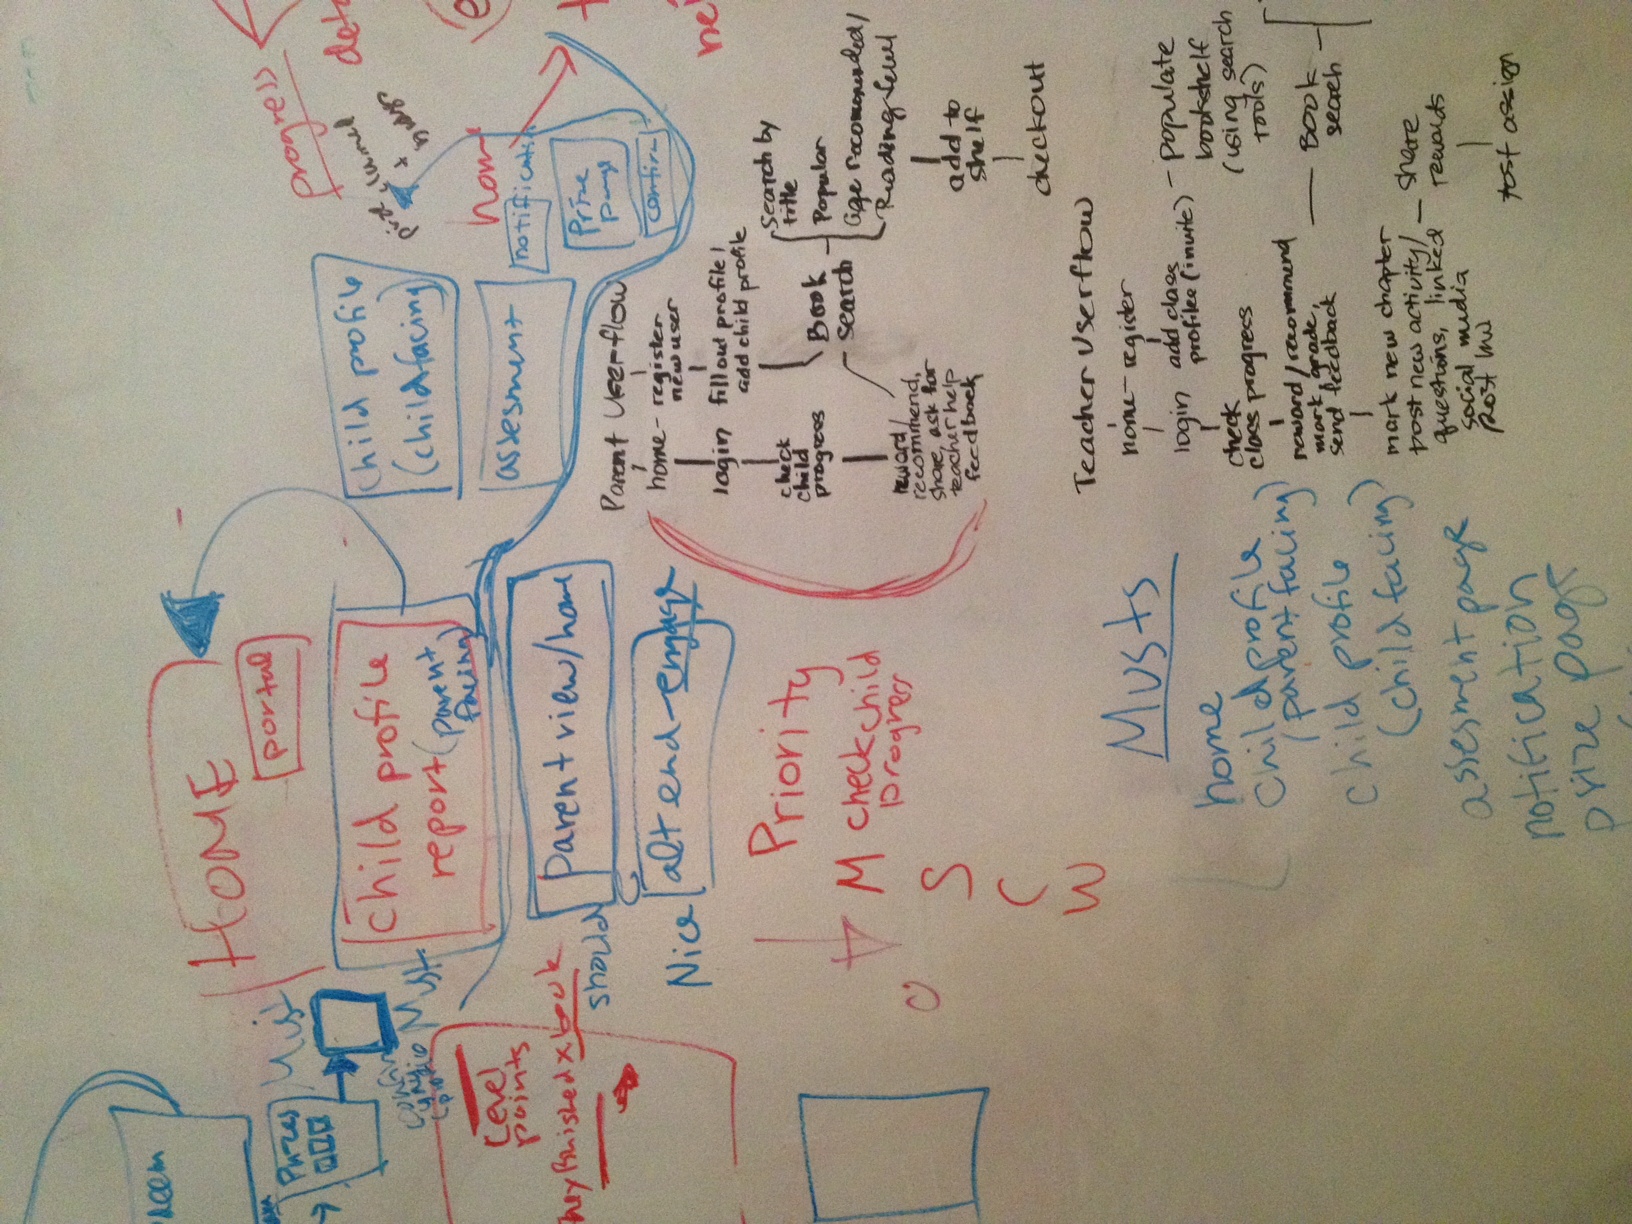 HOME
portal
Prizes
Must
Must
child profile
report (parent
facing)
child profile
(child facing)
progress
prize claimed
+
badges
Level
points
They finished x book
assesment
home
notification
Prize
page
confirm
should
parent view/home
Nice
alt end - engage
Priority
M check child
progress
S
C
W
Parent Userflow
home - register
new user
login
fill out profile /
add child profile
check
child
progress
Book
search
Search by
title
Popular
age recomended/
Reading level
reward/
recommend,
share, ask for
teacher help
feedback
add to
shelf
checkout
Teacher Userflow
home - register
login
add class
profiles (invite)
- populate
bookshelf
(using search
tools)
check
class progress
reward/recommend
mark, grade,
send feedback
Book
search
mark new chapter
post new activity/
questions, linked
social media
post hw
share
rewards
post assign
Musts
home
child profile
(parent facing)
child profile
(child facing)
assesment page
notification
prize page